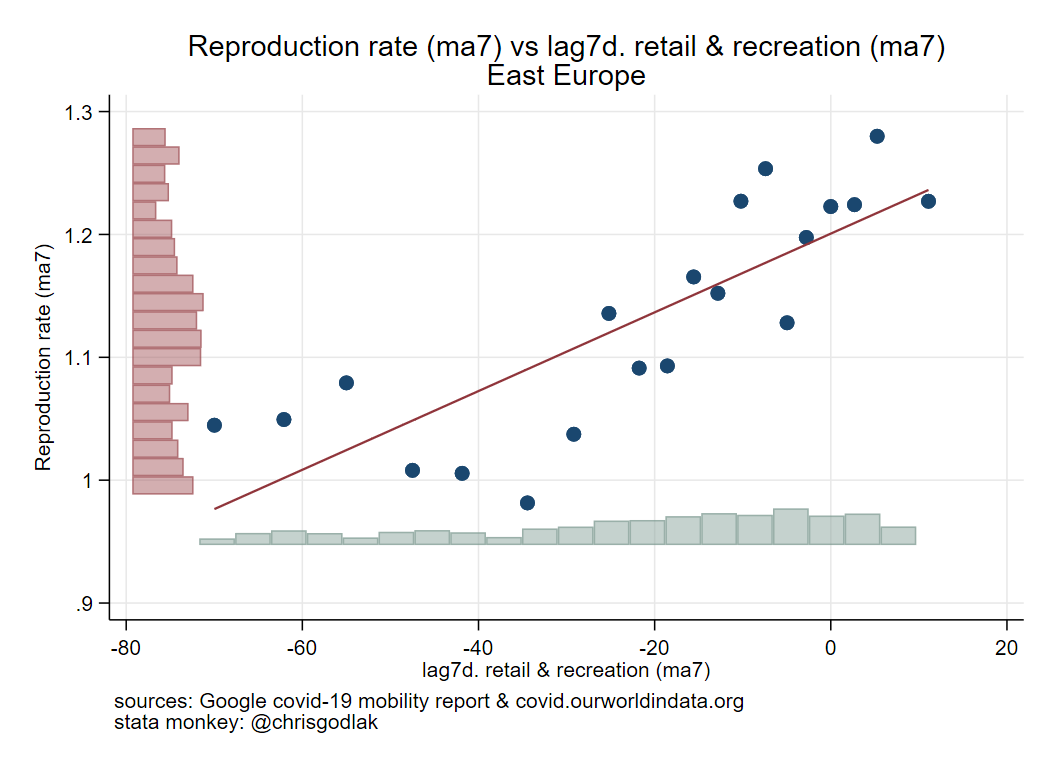 Reproduction rate (ma7) vs lag7d. retail & recreation (ma7)
East Europe
Reproduction rate (ma7)
1.3
1.2
1.1
1
.9
-80
-60
-40
-20
0
20
lag7d. retail & recreation (ma7)
sources: Google covid-19 mobility report & covid.ourworldindata.org
stata monkey: @chrisgodlak